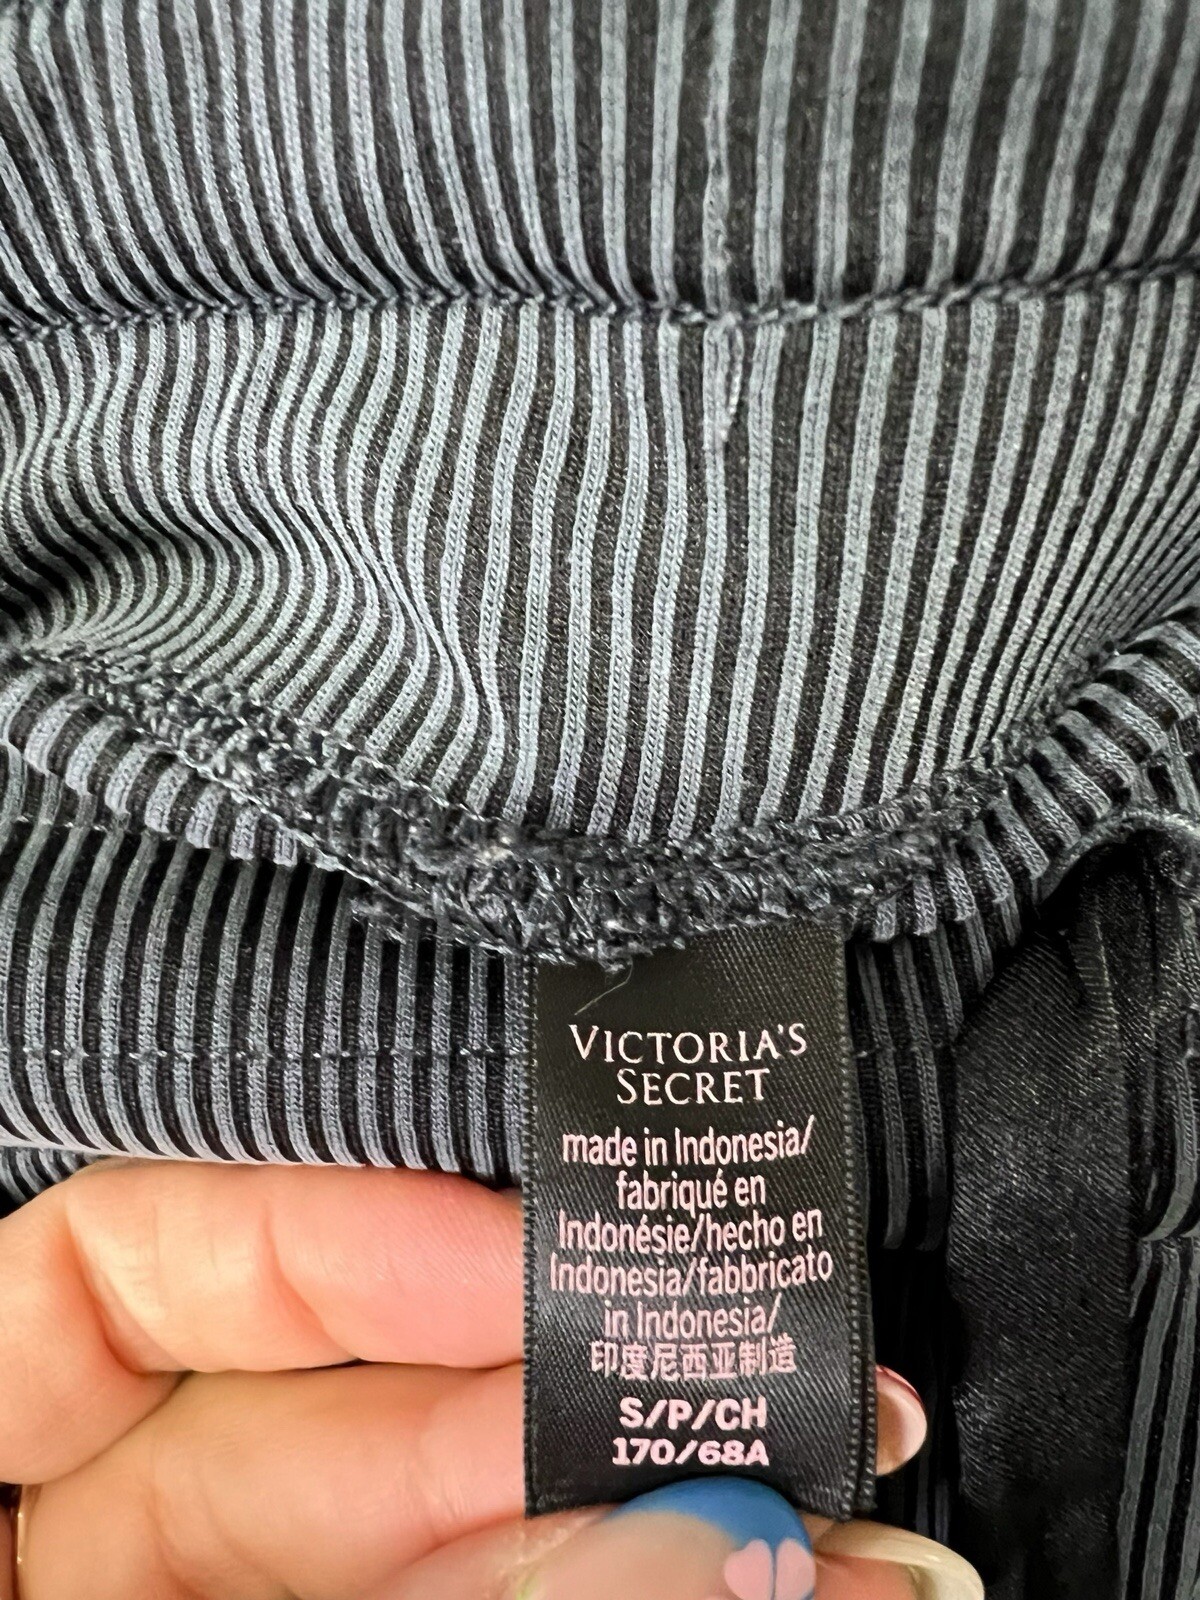 VICTORIA'S
SECRET
made in Indonesia/
fabriqué en
Indonésie/hecho en
Indonesia/fabbricato
in Indonesia/
印度尼西亚制造
S/P/CH
170/68A